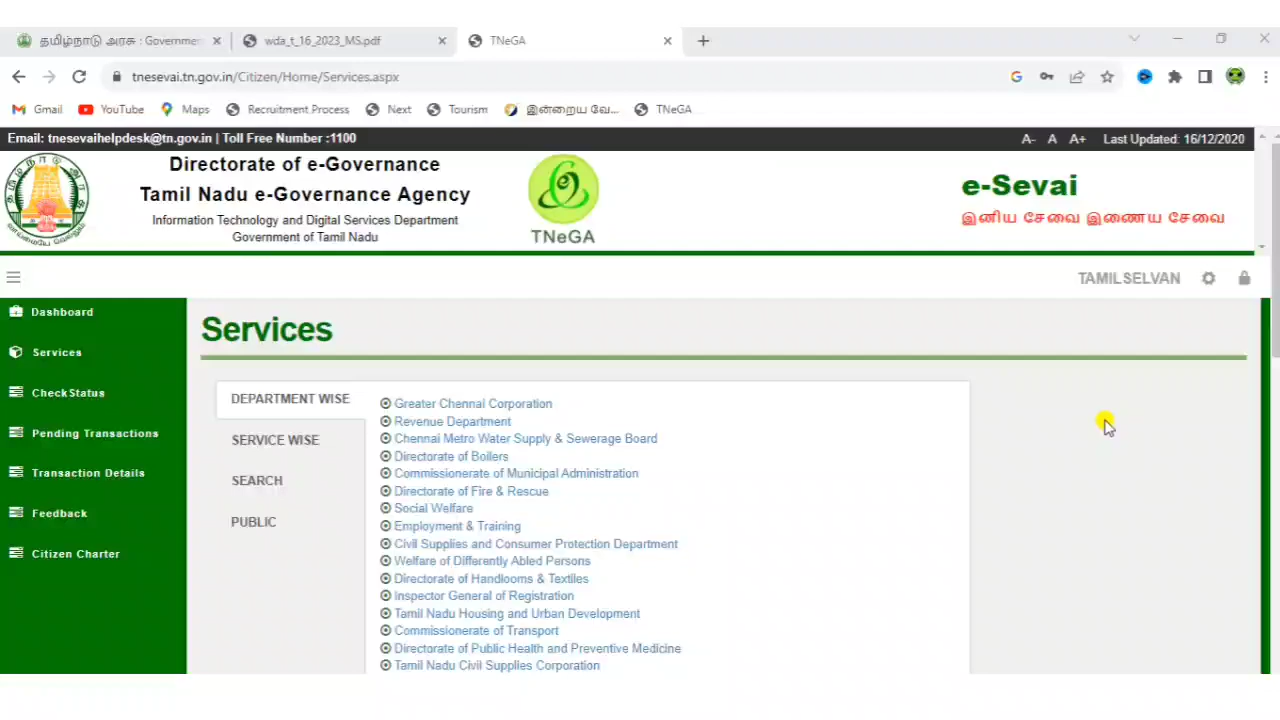 தமிழ்நாடு அரசு : Governmen
wda_t_16_2023_MS.pdf
TNeGA
tnesevai.tn.gov.in/Citizen/Home/Services.aspx
Gmail YouTube Maps Recruitment Process Next Tourism இன்றைய வே... TNeGA
Email: tnesevaihelpdesk@tn.gov.in | Toll Free Number :1100
A- A A+ Last Updated: 16/12/2020
Directorate of e-Governance
Tamil Nadu e-Governance Agency
Information Technology and Digital Services Department
Government of Tamil Nadu
TNeGA
e-Sevai
இனிய சேவை இணைய சேவை
TAMILSELVAN
Dashboard
Services
CheckStatus
Pending Transactions
Transaction Details
Feedback
Citizen Charter
Services
DEPARTMENT WISE
SERVICE WISE
SEARCH
PUBLIC
Greater Chennai Corporation
Revenue Department
Chennai Metro Water Supply & Sewerage Board
Directorate of Boilers
Commissionerate of Municipal Administration
Directorate of Fire & Rescue
Social Welfare
Employment & Training
Civil Supplies and Consumer Protection Department
Welfare of Differently Abled Persons
Directorate of Handlooms & Textiles
Inspector General of Registration
Tamil Nadu Housing and Urban Development
Commissionerate of Transport
Directorate of Public Health and Preventive Medicine
Tamil Nadu Civil Supplies Corporation